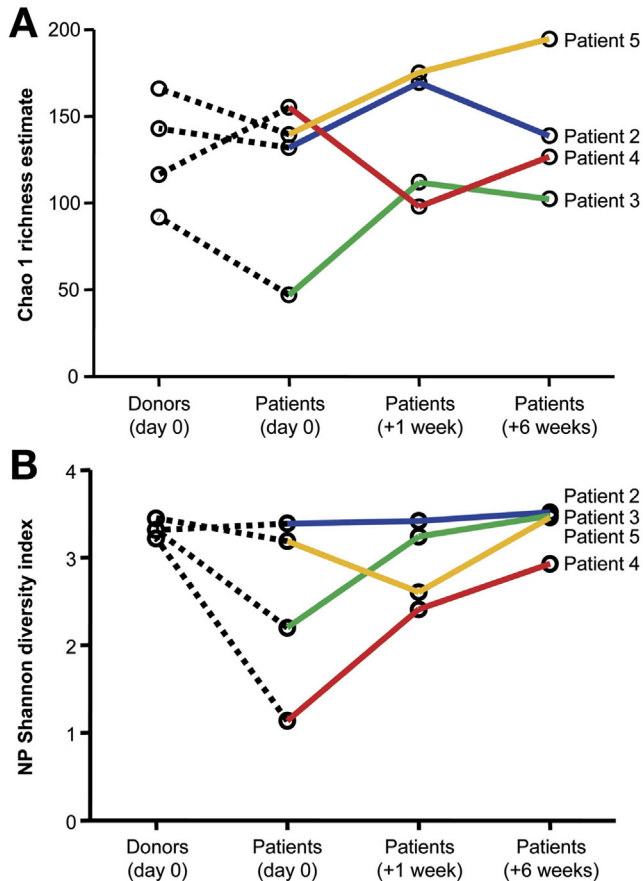 A
Chao 1 richness estimate
200
150
100
50
0
Patient 5
Patient 2
Patient 4
Patient 3
Donors
(day 0)
Patients
(day 0)
Patients
(+1 week)
Patients
(+6 weeks)
B
NP Shannon diversity index
4
3
2
1
0
Patient 2
Patient 3
Patient 5
Patient 4
Donors
(day 0)
Patients
(day 0)
Patients
(+1 week)
Patients
(+6 weeks)